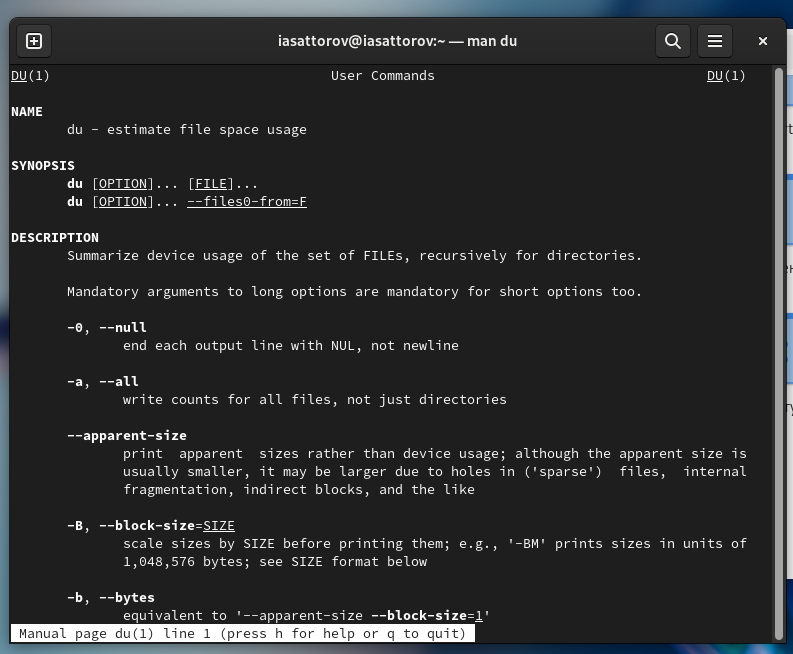 iasattorov@iasattorov:~ — man du
DU(1) User Commands DU(1)
NAME
du - estimate file space usage
SYNOPSIS
du [OPTION]... [FILE]...
du [OPTION]... --files0-from=F
DESCRIPTION
Summarize device usage of the set of FILEs, recursively for directories.
Mandatory arguments to long options are mandatory for short options too.
-0, --null
end each output line with NUL, not newline
-a, --all
write counts for all files, not just directories
--apparent-size
print apparent sizes rather than device usage; although the apparent size is
usually smaller, it may be larger due to holes in ('sparse') files, internal
fragmentation, indirect blocks, and the like
-B, --block-size=SIZE
scale sizes by SIZE before printing them; e.g., '-BM' prints sizes in units of
1,048,576 bytes; see SIZE format below
-b, --bytes
equivalent to '--apparent-size --block-size=1'
Manual page du(1) line 1 (press h for help or q to quit)